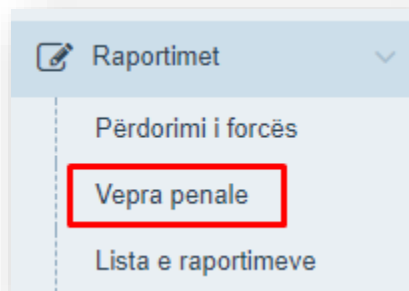 Raportimet
Përdorimi i forcës
Vepra penale
Lista e raportimeve